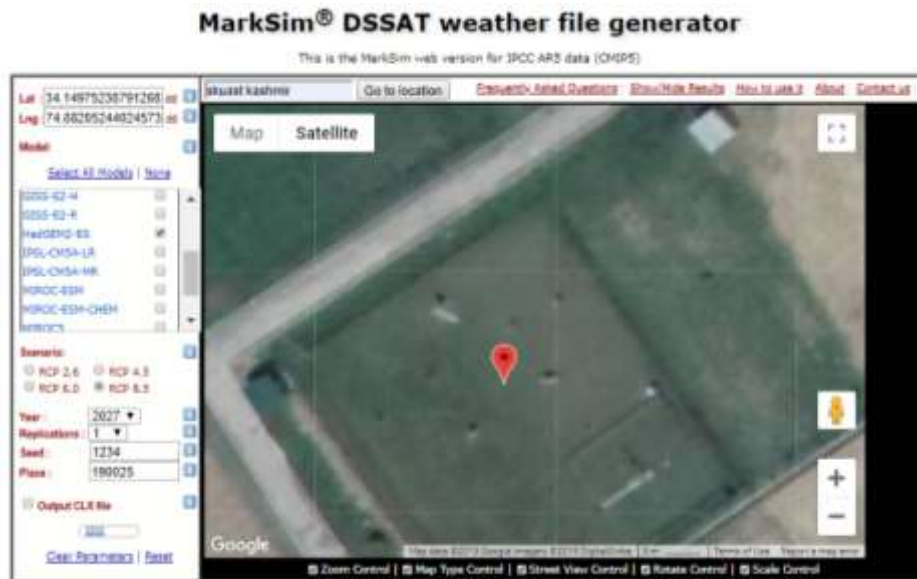 MarkSim® DSSAT weather file generator
This is the MarkSim web version for IPCC AR5 data (CMIP5)
skuast kashmir Go to location Frequently Asked Questions Show/Hide Results How to use it About Contact us
Lat
Lng
Map Satellite
Model:
Select All Models | None
GISS-E2-H
GISS-E2-R
HadGEM2-ES
IPSL-CM5A-LR
IPSL-CM5A-MR
MIROC-ESM
MIROC-ESM-CHEM
MIROC5
Scenario:
RCP 2.6 RCP 4.5
RCP 6.0 RCP 8.5
Year : 2027
Replications : 1
Seed : 1234
Place : 190025
Output CLX file
Clear Parameters | Reset
Google
Terms of Use Report a map error
Zoom Control | Map Type Control | Street View Control | Rotate Control | Scale Control